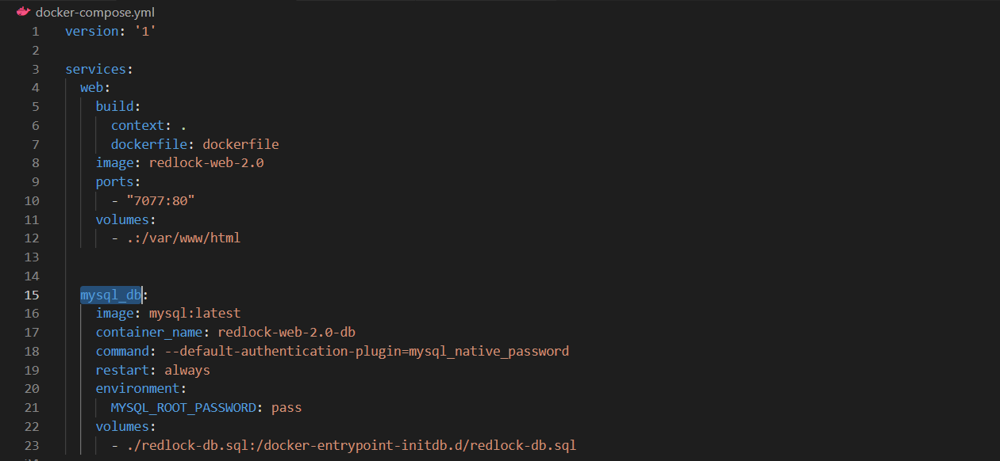 docker-compose.yml
1 version: '1'
2
3 services:
4 web:
5 build:
6 context: .
7 dockerfile: dockerfile
8 image: redlock-web-2.0
9 ports:
10 - "7077:80"
11 volumes:
12 - .:/var/www/html
13
14
15 mysql_db:
16 image: mysql:latest
17 container_name: redlock-web-2.0-db
18 command: --default-authentication-plugin=mysql_native_password
19 restart: always
20 environment:
21 MYSQL_ROOT_PASSWORD: pass
22 volumes:
23 - ./redlock-db.sql:/docker-entrypoint-initdb.d/redlock-db.sql